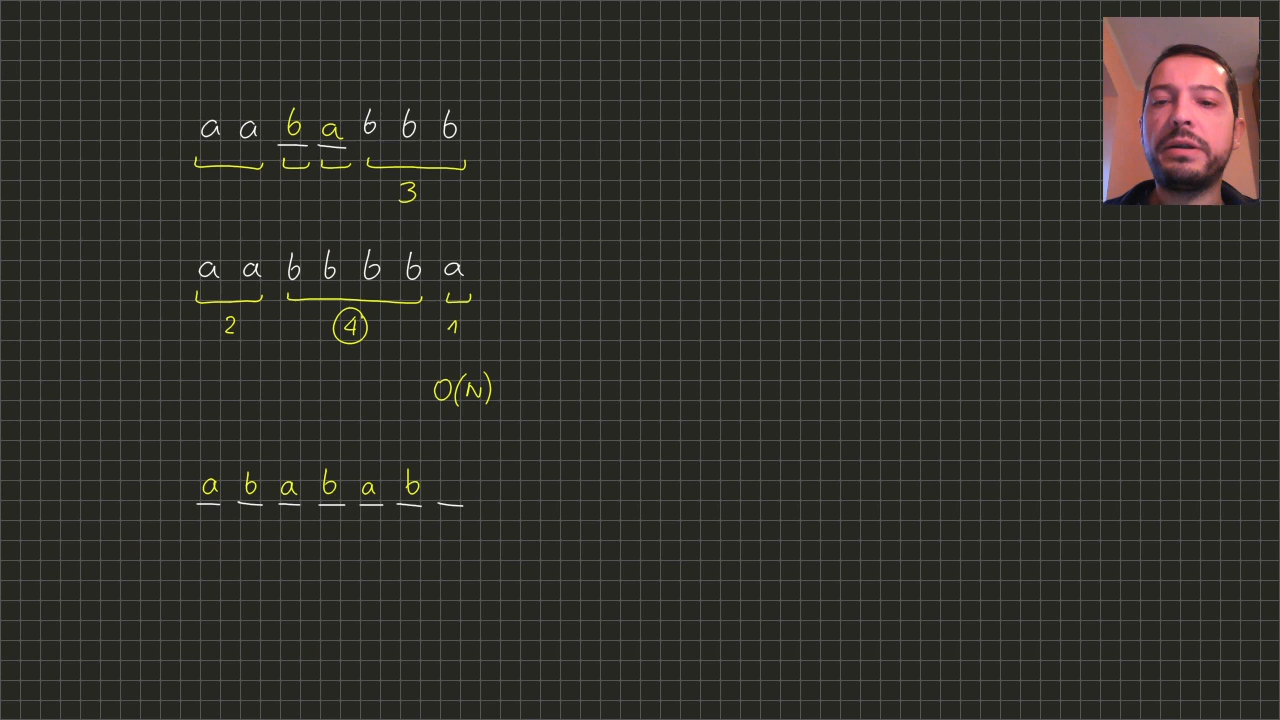 a a b a b b b
3
a a b b b b a
2 4 1
O(N)
a b a b a b